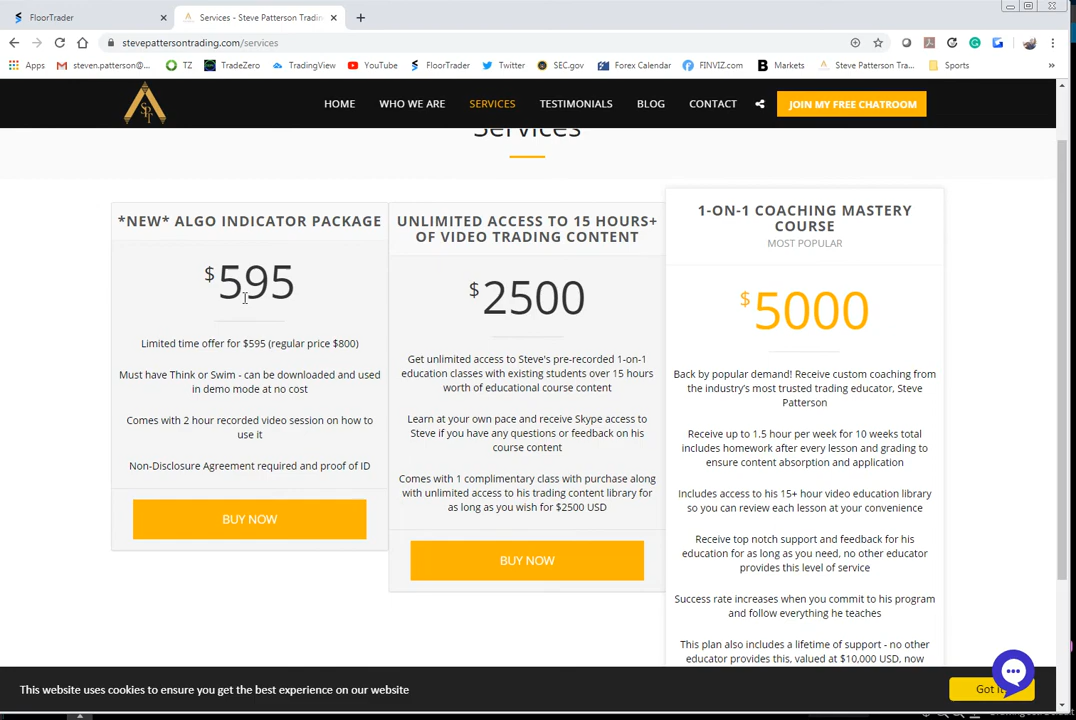 FloorTrader
Services - Steve Patterson Tradin
stevepattersontrading.com/services
Apps
steven.patterson@...
TZ
TradeZero
TradingView
YouTube
FloorTrader
Twitter
SEC.gov
Forex Calendar
FINVIZ.com
Markets
Steve Patterson Tra...
Sports
»
SPT
HOME
WHO WE ARE
SERVICES
TESTIMONIALS
BLOG
CONTACT
JOIN MY FREE CHATROOM
Services
*NEW* ALGO INDICATOR PACKAGE
$595
Limited time offer for $595 (regular price $800)
Must have Think or Swim - can be downloaded and used
in demo mode at no cost
Comes with 2 hour recorded video session on how to
use it
Non-Disclosure Agreement required and proof of ID
BUY NOW
UNLIMITED ACCESS TO 15 HOURS+
OF VIDEO TRADING CONTENT
$2500
Get unlimited access to Steve's pre-recorded 1-on-1
education classes with existing students over 15 hours
worth of educational course content
Learn at your own pace and receive Skype access to
Steve if you have any questions or feedback on his
course content
Comes with 1 complimentary class with purchase along
with unlimited access to his trading content library for
as long as you wish for $2500 USD
BUY NOW
1-ON-1 COACHING MASTERY
COURSE
MOST POPULAR
$5000
Back by popular demand! Receive custom coaching from
the industry's most trusted trading educator, Steve
Patterson
Receive up to 1.5 hour per week for 10 weeks total
includes homework after every lesson and grading to
ensure content absorption and application
Includes access to his 15+ hour video education library
so you can review each lesson at your convenience
Receive top notch support and feedback for his
education for as long as you need, no other educator
provides this level of service
Success rate increases when you commit to his program
and follow everything he teaches
This plan also includes a lifetime of support - no other
educator provides this, valued at $10,000 USD, now
This website uses cookies to ensure you get the best experience on our website
Got it